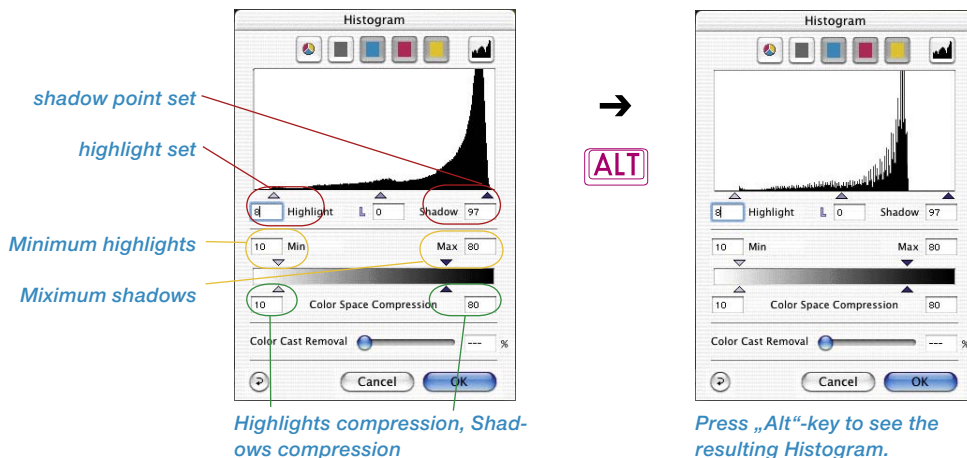 Histogram
shadow point set
highlight set
8 Highlight L 0 Shadow 97
Minimum highlights
10 Min Max 80
Miximum shadows
10 Color Space Compression 80
Color Cast Removal --- %
Cancel OK
Highlights compression, Shad-
ows compression
➔
ALT
Histogram
8 Highlight L 0 Shadow 97
10 Min Max 80
10 Color Space Compression 80
Color Cast Removal --- %
Cancel OK
Press „Alt“-key to see the
resulting Histogram.